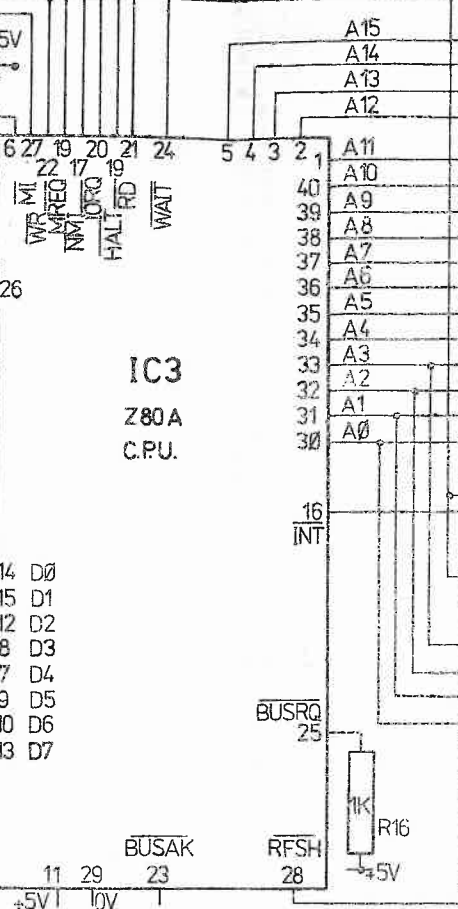 5V
A15
A14
A13
A12
6 27 19 20 21 24 5 4 3 2
22 17 19
1 A11
40 A10
39 A9
38 A8
37 A7
36 A6
35 A5
34 A4
33 A3
32 A2
31 A1
30 A0
M1
WR
MREQ
NMI
IORQ
HALT
RD
WAIT
26
IC3
Z80A
C.P.U.
16
INT
14 D0
15 D1
12 D2
8 D3
7 D4
9 D5
10 D6
13 D7
BUSRQ
25
1K
R16
+5V
BUSAK RFSH
11 29 23 28
+5V 0V